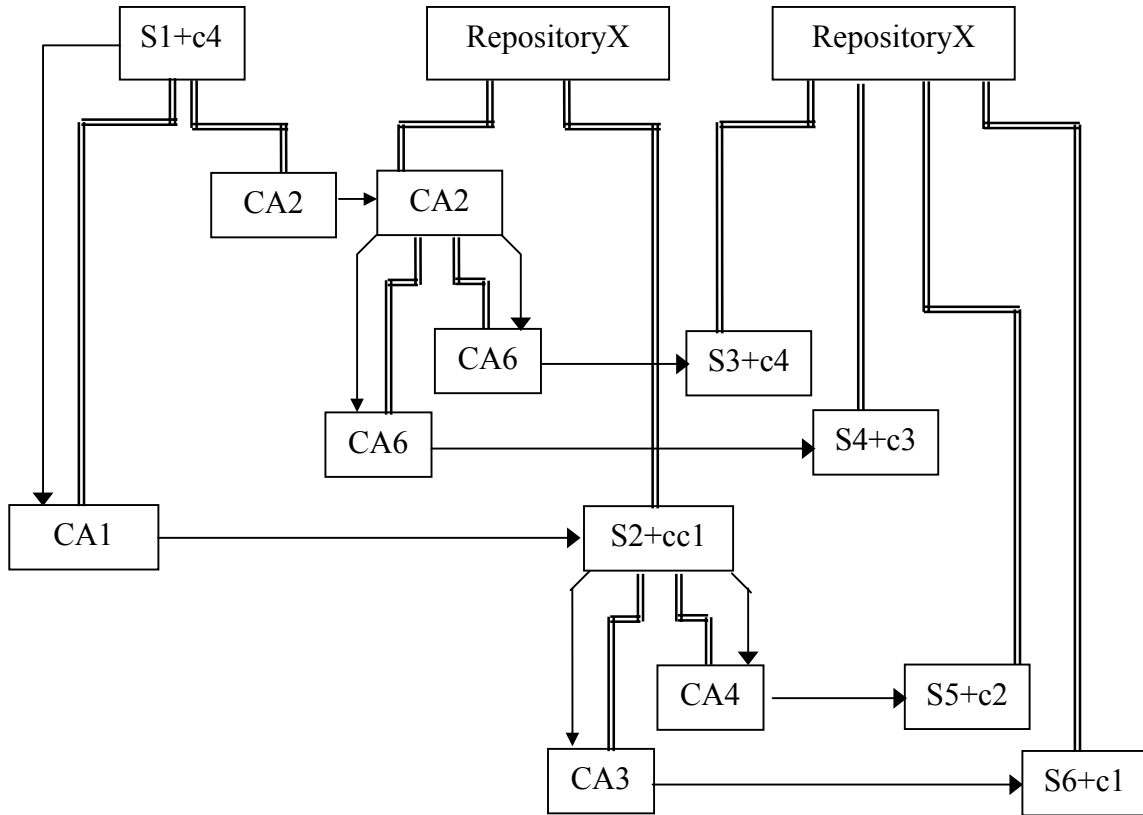 S1+c4
RepositoryX
RepositoryX
CA2
CA2
CA6
S3+c4
CA6
S4+c3
CA1
S2+cc1
CA4
S5+c2
CA3
S6+c1